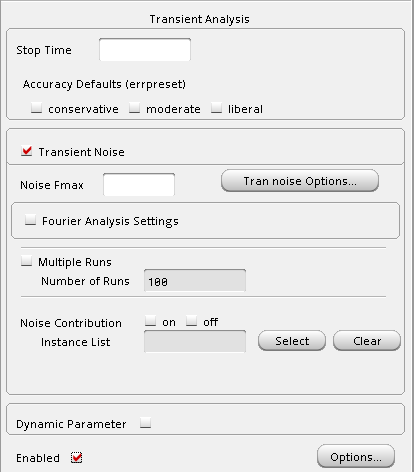 Transient Analysis
Stop Time
Accuracy Defaults (errpreset)
conservative moderate liberal
Transient Noise
Noise Fmax Tran noise Options...
Fourier Analysis Settings
Multiple Runs
Number of Runs 100
Noise Contribution on off
Instance List Select Clear
Dynamic Parameter
Enabled Options...